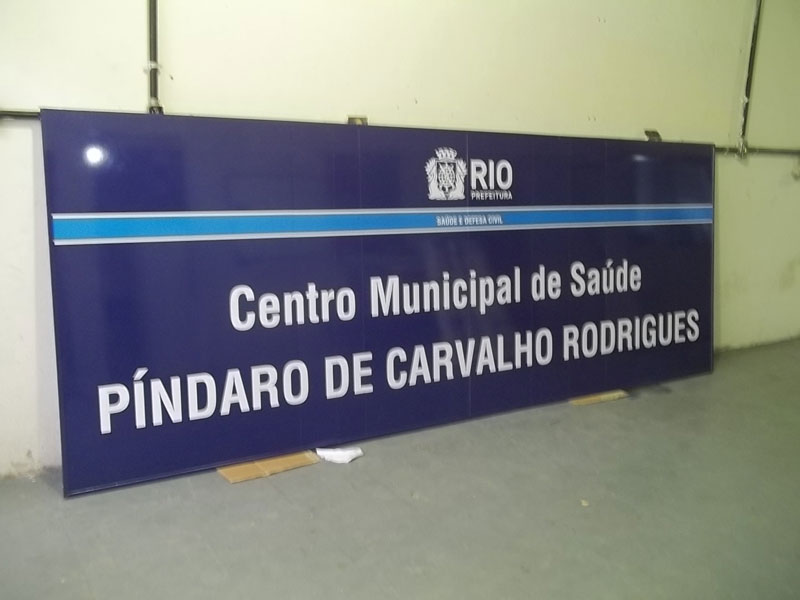 RIO
PREFEITURA
SAÚDE E DEFESA CIVIL
Centro Municipal de Saúde
PÍNDARO DE CARVALHO RODRIGUES